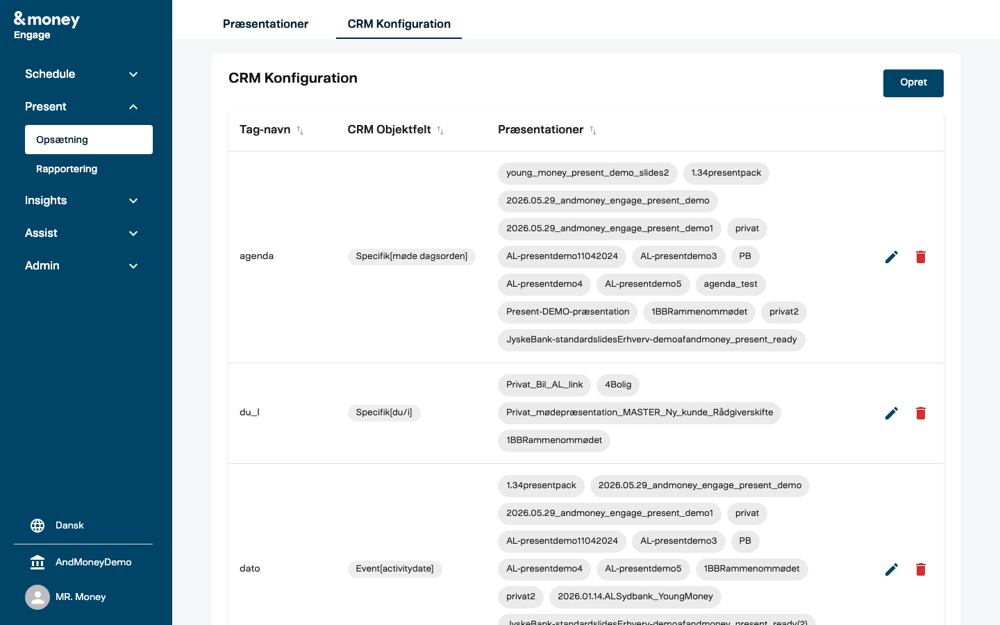 &money
Engage
Schedule
Present
Opsætning
Rapportering
Insights
Assist
Admin
Dansk
AndMoneyDemo
MR. Money
Præsentationer CRM Konfiguration
CRM Konfiguration
Opret
Tag-navn CRM Objektfelt Præsentationer
agenda
Specifik[møde dagsorden]
young_money_present_demo_slides2 1.34presentpack
2026.05.29_andmoney_engage_present_demo
2026.05.29_andmoney_engage_present_demo1 privat
AL-presentdemo11042024 AL-presentdemo3 PB
AL-presentdemo4 AL-presentdemo5 agenda_test
Present-DEMO-præsentation 1BBRammenommødet privat2
JyskeBank-standardslidesErhverv-demoafandmoney_present_ready
du_I
Specifik[du/i]
Privat_Bil_AL_link 4Bolig
Privat_mødepræsentation_MASTER_Ny_kunde_Rådgiverskifte
1BBRammenommødet
dato
Event[activitydate]
1.34presentpack 2026.05.29_andmoney_engage_present_demo
2026.05.29_andmoney_engage_present_demo1 privat
AL-presentdemo11042024 AL-presentdemo3 PB
AL-presentdemo4 AL-presentdemo5 1BBRammenommødet
privat2 2026.01.14.ALSydbank_YoungMoney
JyskeBank-standardslidesErhverv-demoafandmoney_present_ready(2)